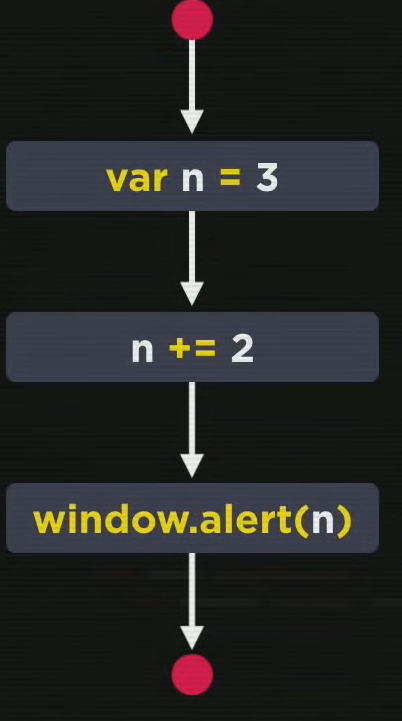 var n = 3
n += 2
window.alert(n)